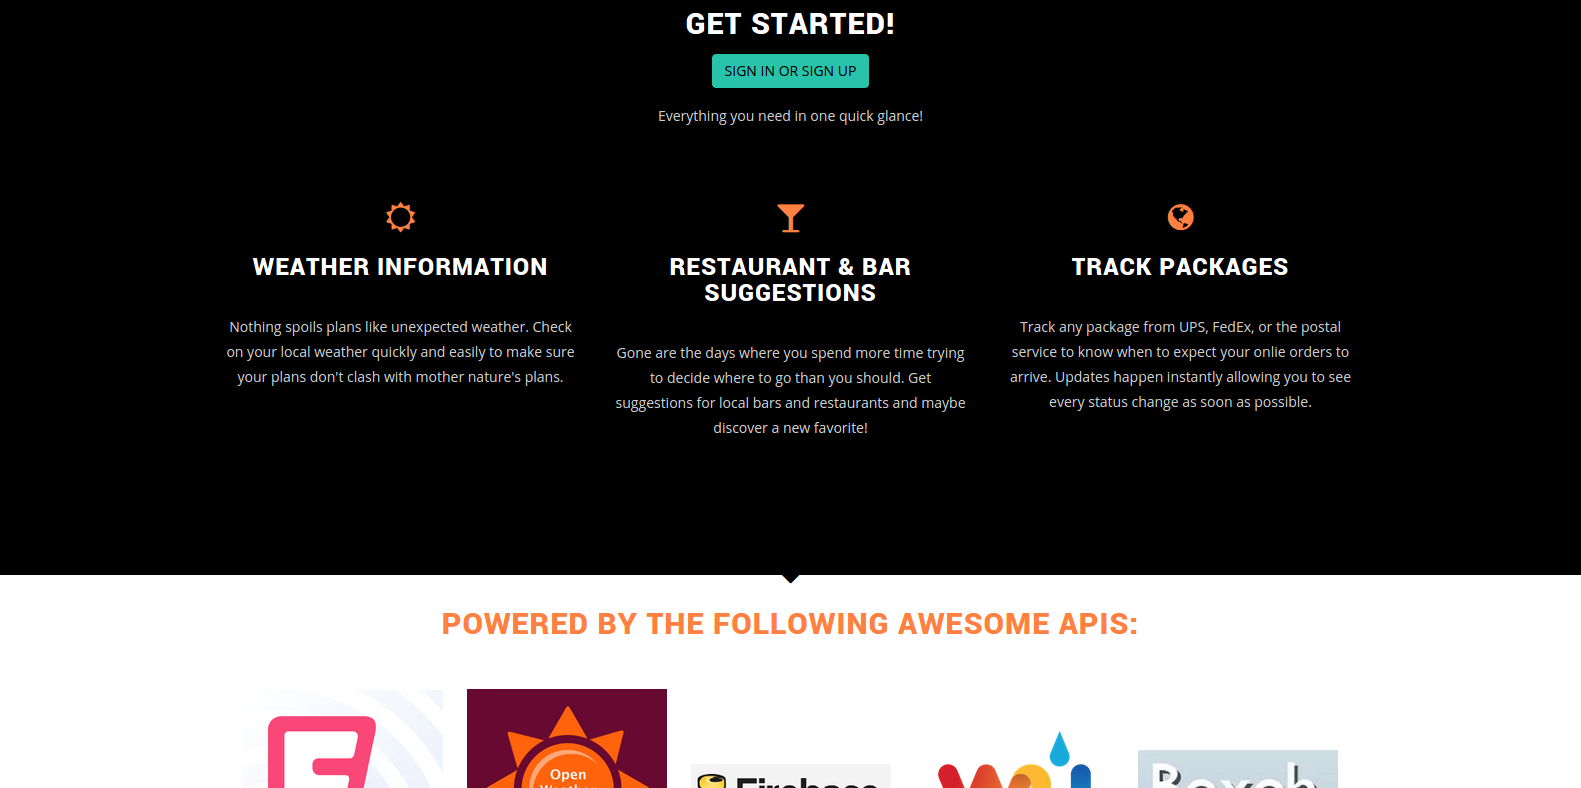 GET STARTED!
SIGN IN OR SIGN UP
Everything you need in one quick glance!
WEATHER INFORMATION
Nothing spoils plans like unexpected weather. Check
on your local weather quickly and easily to make sure
your plans don't clash with mother nature's plans.
RESTAURANT & BAR
SUGGESTIONS
Gone are the days where you spend more time trying
to decide where to go than you should. Get
suggestions for local bars and restaurants and maybe
discover a new favorite!
TRACK PACKAGES
Track any package from UPS, FedEx, or the postal
service to know when to expect your onlie orders to
arrive. Updates happen instantly allowing you to see
every status change as soon as possible.
POWERED BY THE FOLLOWING AWESOME APIS:
Open
Weather
Firebase